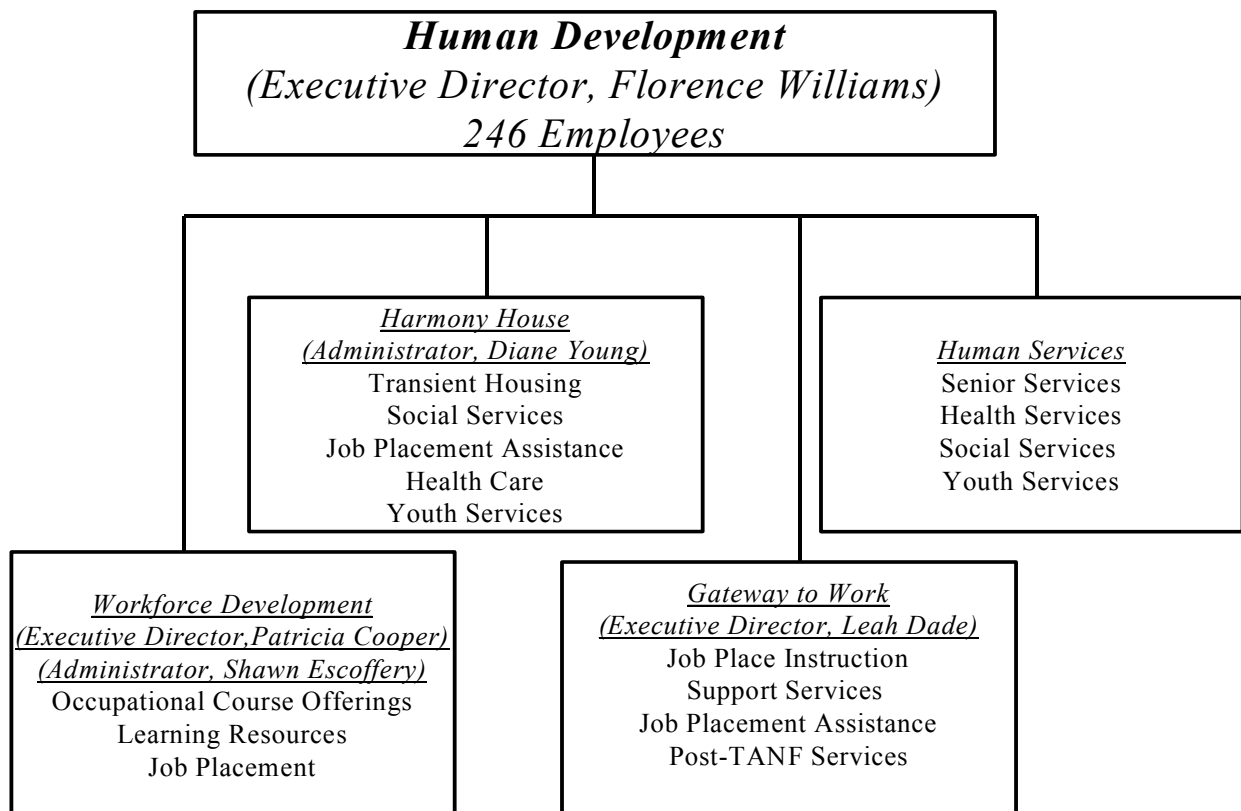 Human Development
(Executive Director, Florence Williams)
246 Employees
Harmony House
(Administrator, Diane Young)
Transient Housing
Social Services
Job Placement Assistance
Health Care
Youth Services
Human Services
Senior Services
Health Services
Social Services
Youth Services
Workforce Development
(Executive Director,Patricia Cooper)
(Administrator, Shawn Escoffery)
Occupational Course Offerings
Learning Resources
Job Placement
Gateway to Work
(Executive Director, Leah Dade)
Job Place Instruction
Support Services
Job Placement Assistance
Post-TANF Services